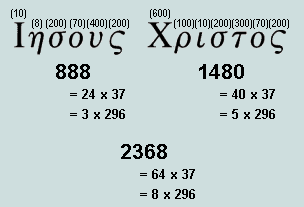 (10) (600)
(8) (200) (70)(400)(200) (100)(10)(200)(300)(70)(200)
Ιησους Χριστος
888 1480
= 24 x 37 = 40 x 37
= 3 x 296 = 5 x 296
2368
= 64 x 37
= 8 x 296